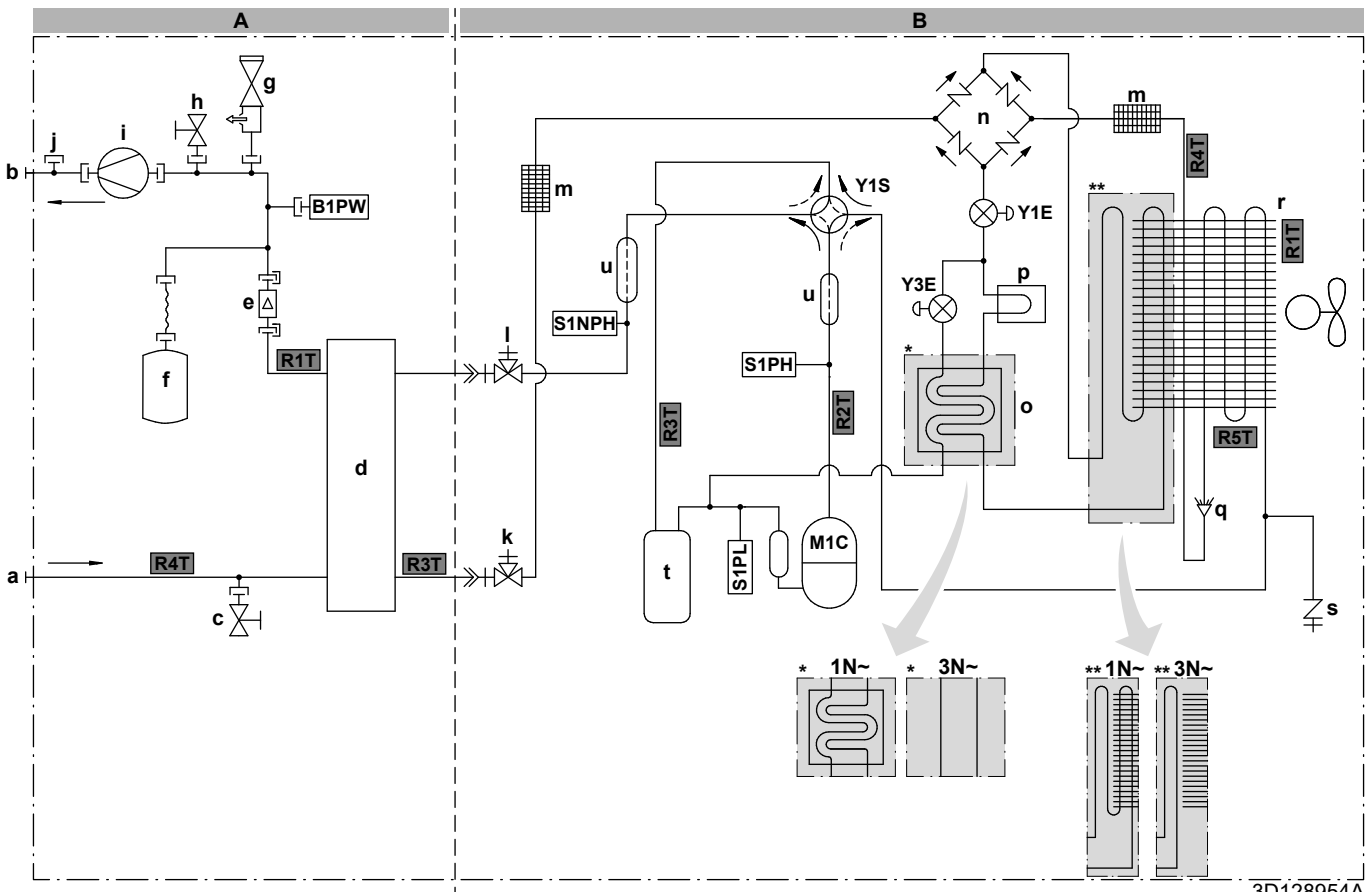 A
B
g
h
j
i
b
B1PW
e
R1T
f
d
a
R4T
c
R3T
l
k
m
u
S1NPH
Y1S
u
S1PH
R3T
R2T
t
S1PL
M1C
n
m
Y1E
Y3E
p
*
o
R4T
**
r
R1T
R5T
q
s
* 1N~
* 3N~
** 1N~
** 3N~
3D128954A